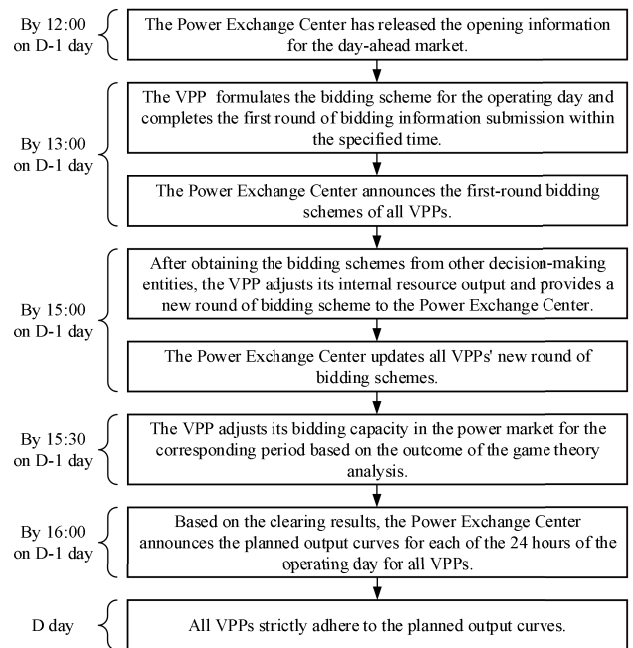 By 12:00
on D-1 day
The Power Exchange Center has released the opening information
for the day-ahead market.
By 13:00
on D-1 day
The VPP formulates the bidding scheme for the operating day and
completes the first round of bidding information submission within
the specified time.
The Power Exchange Center announces the first-round bidding
schemes of all VPPs.
By 15:00
on D-1 day
After obtaining the bidding schemes from other decision-making
entities, the VPP adjusts its internal resource output and provides a
new round of bidding scheme to the Power Exchange Center.
The Power Exchange Center updates all VPPs' new round of
bidding schemes.
By 15:30
on D-1 day
The VPP adjusts its bidding capacity in the power market for the
corresponding period based on the outcome of the game theory
analysis.
By 16:00
on D-1 day
Based on the clearing results, the Power Exchange Center
announces the planned output curves for each of the 24 hours of the
operating day for all VPPs.
D day
All VPPs strictly adhere to the planned output curves.